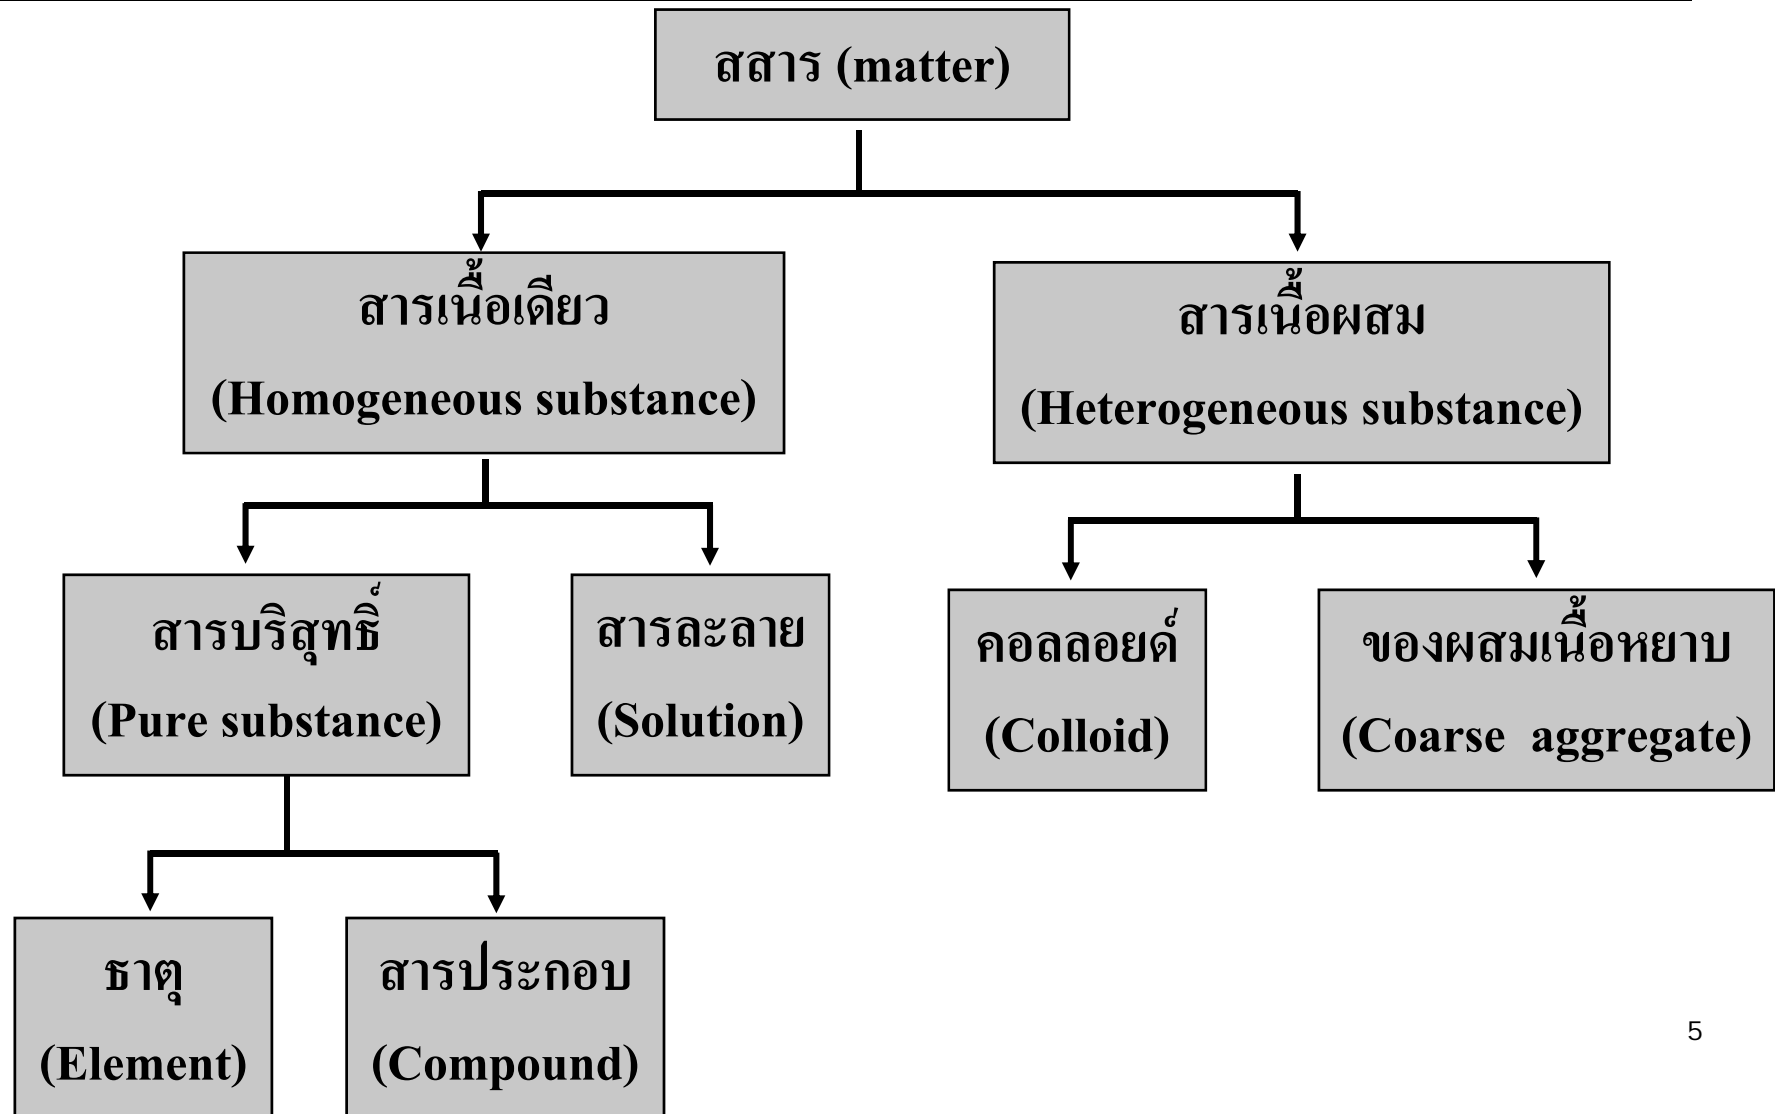 สสาร (matter)
สารเนื้อเดียว
(Homogeneous substance)
สารเนื้อผสม
(Heterogeneous substance)
สารบริสุทธิ์
(Pure substance)
สารละลาย
(Solution)
คอลลอยด์
(Colloid)
ของผสมเนื้อหยาบ
(Coarse aggregate)
ธาตุ
(Element)
สารประกอบ
(Compound)
5